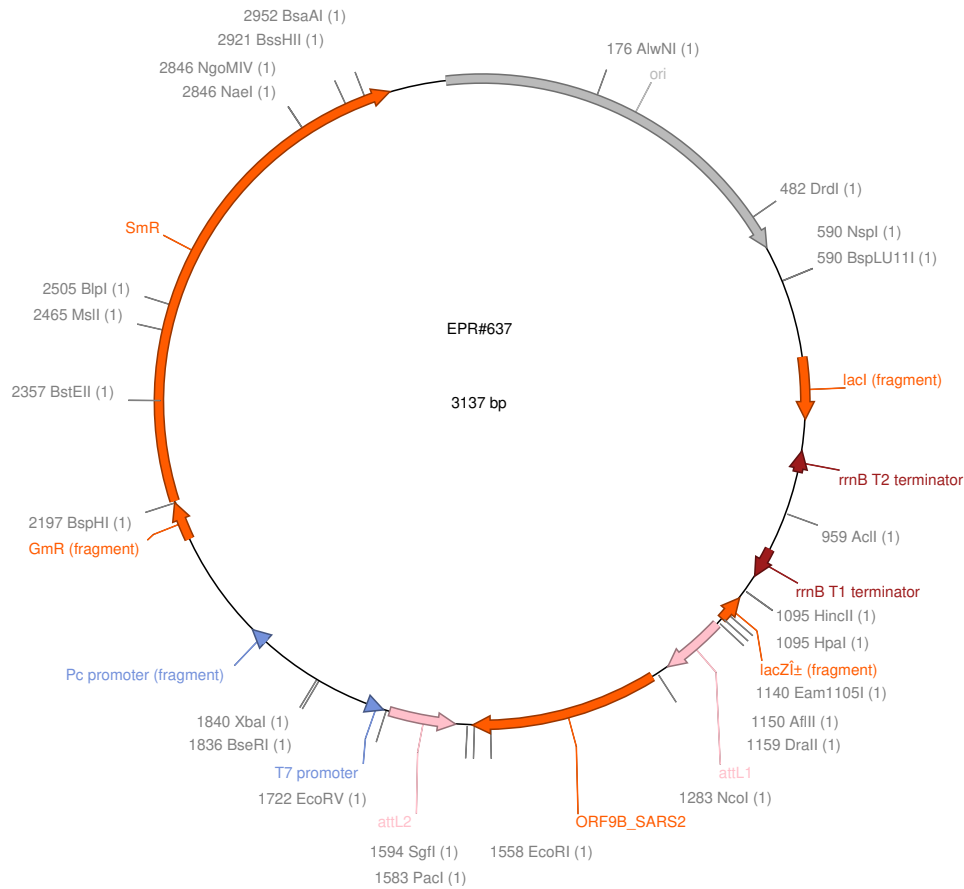 2952 BsaAI (1)
2921 BssHII (1)
2846 NgoMIV (1)
2846 NaeI (1)
176 AlwNI (1)
ori
482 DrdI (1)
590 NspI (1)
590 BspLU11I (1)
SmR
2505 BlpI (1)
2465 MslI (1)
2357 BstEII (1)
EPR#637
3137 bp
lacI (fragment)
rrnB T2 terminator
959 AclI (1)
rrnB T1 terminator
1095 HincII (1)
1095 HpaI (1)
lacZÎ± (fragment)
1140 Eam1105I (1)
1150 AflII (1)
1159 DraII (1)
attL1
1283 NcoI (1)
ORF9B_SARS2
1558 EcoRI (1)
1594 SgfI (1)
1583 PacI (1)
attL2
1722 EcoRV (1)
T7 promoter
1840 XbaI (1)
1836 BseRI (1)
Pc promoter (fragment)
2197 BspHI (1)
GmR (fragment)